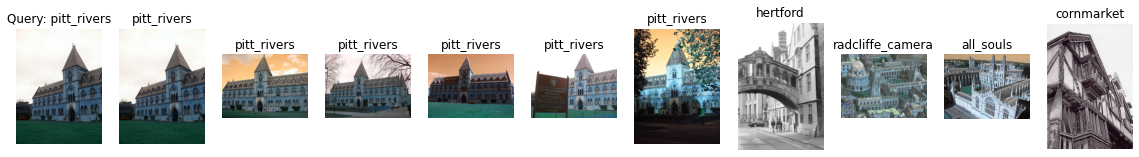 Query: pitt_rivers
pitt_rivers
pitt_rivers
pitt_rivers
pitt_rivers
pitt_rivers
pitt_rivers
hertford
radcliffe_camera
all_souls
cornmarket